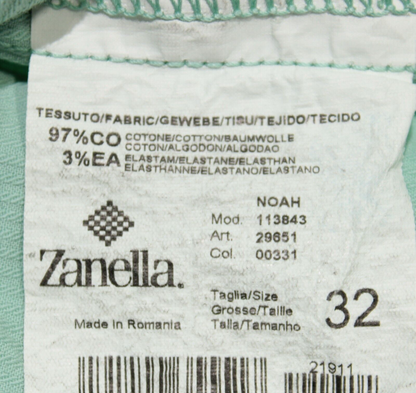 TESSUTO/FABRIC/GEWEBE/TISU/TEJIDO/TECIDO
97%CO COTONE/COTTON/BAUMWOLLE
COTON/ALGODON/ALGODAO
3%EA ELASTAM/ELASTANE/ELASTHAN
ELASTHANNE/ELASTANO/ELASTANO
NOAH
Mod. 113843
Art. 29651
Col. 00331
Zanella.
Taglia/Size
Grosse/Taille
Talla/Tamanho
32
Made in Romania
21911